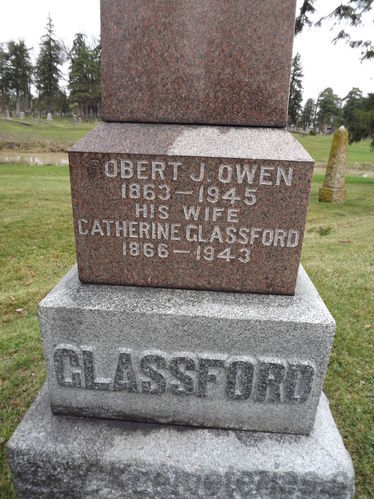 OBERT J. OWEN
1863 — 1945
HIS WIFE
CATHERINE GLASSFORD
1866 — 1943
GLASSFORD